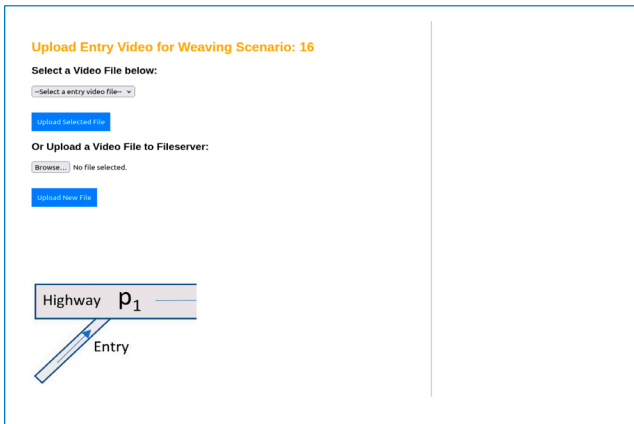 Upload Entry Video for Weaving Scenario: 16
Select a Video File below:
--Select a entry video file--
Upload Selected File
Or Upload a Video File to Fileserver:
Browse... No file selected.
Upload New File
Highway p1
Entry